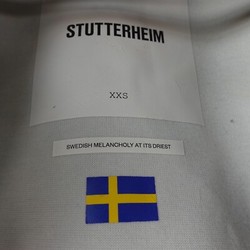 STUTTERHEIM
XXS
SWEDISH MELANCHOLY AT ITS DRIEST